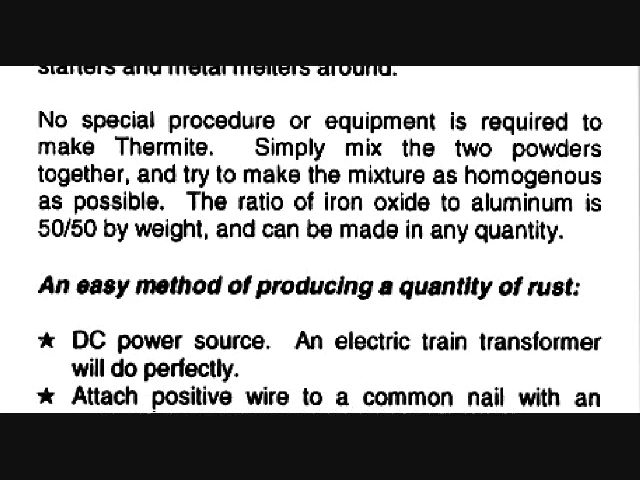 starters and metal melters around.
No special procedure or equipment is required to
make Thermite. Simply mix the two powders
together, and try to make the mixture as homogenous
as possible. The ratio of iron oxide to aluminum is
50/50 by weight, and can be made in any quantity.
An easy method of producing a quantity of rust:
★ DC power source. An electric train transformer
will do perfectly.
★ Attach positive wire to a common nail with an